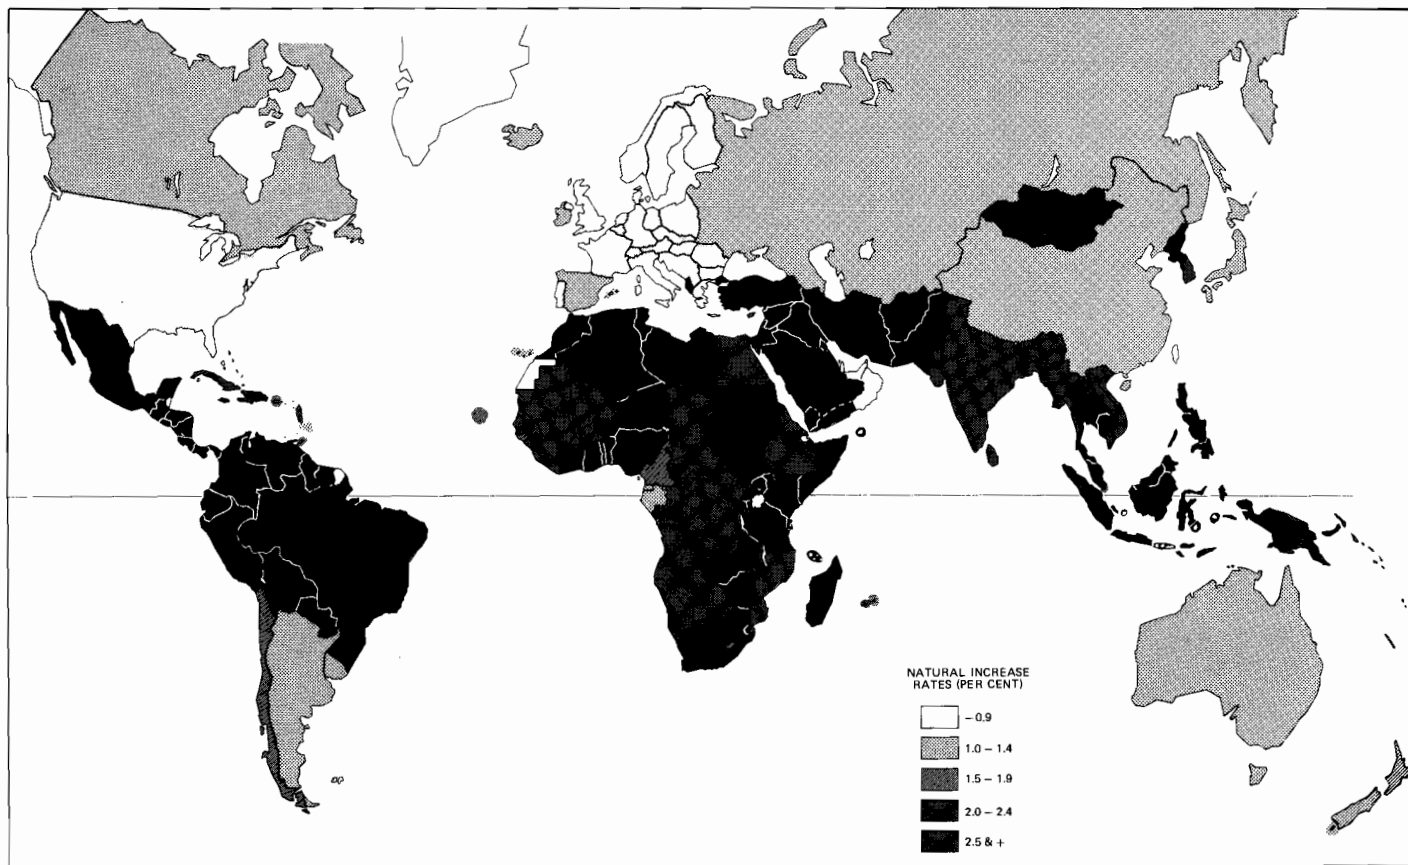 NATURAL INCREASE
RATES (PER CENT)
– 0.9
1.0 – 1.4
1.5 – 1.9
2.0 – 2.4
2.5 & +